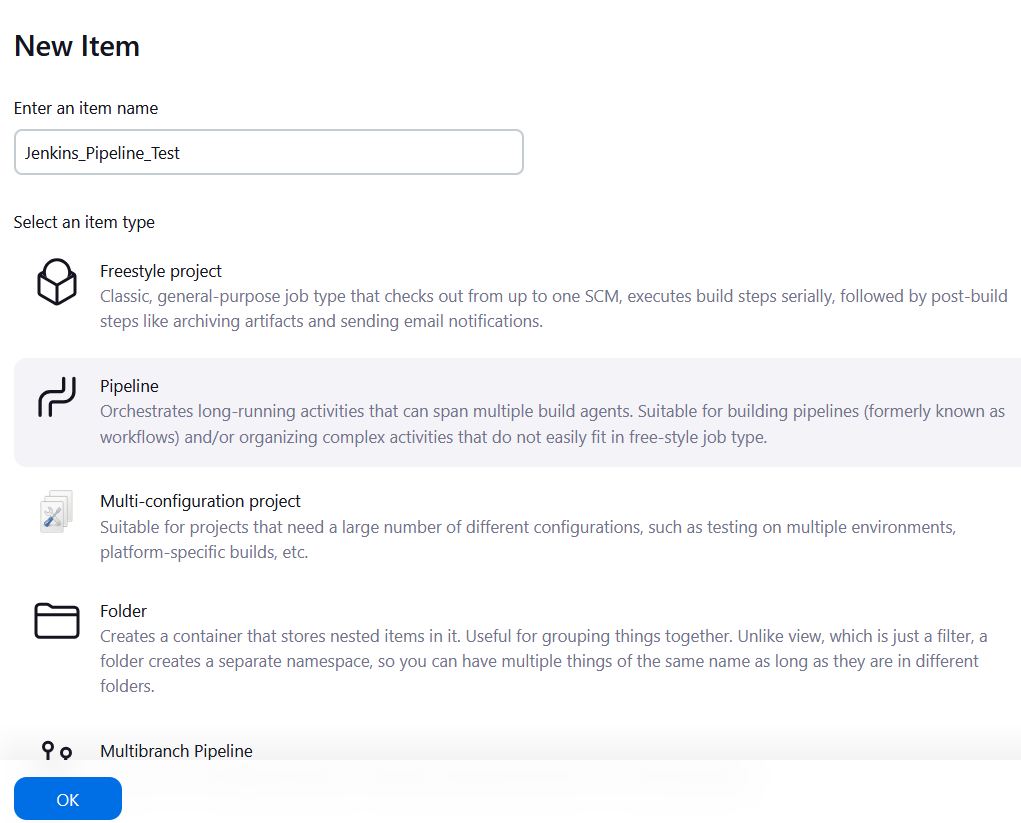 New Item
Enter an item name
Jenkins_Pipeline_Test
Select an item type
Freestyle project
Classic, general-purpose job type that checks out from up to one SCM, executes build steps serially, followed by post-build
steps like archiving artifacts and sending email notifications.
Pipeline
Orchestrates long-running activities that can span multiple build agents. Suitable for building pipelines (formerly known as
workflows) and/or organizing complex activities that do not easily fit in free-style job type.
Multi-configuration project
Suitable for projects that need a large number of different configurations, such as testing on multiple environments,
platform-specific builds, etc.
Folder
Creates a container that stores nested items in it. Useful for grouping things together. Unlike view, which is just a filter, a
folder creates a separate namespace, so you can have multiple things of the same name as long as they are in different
folders.
Multibranch Pipeline
OK